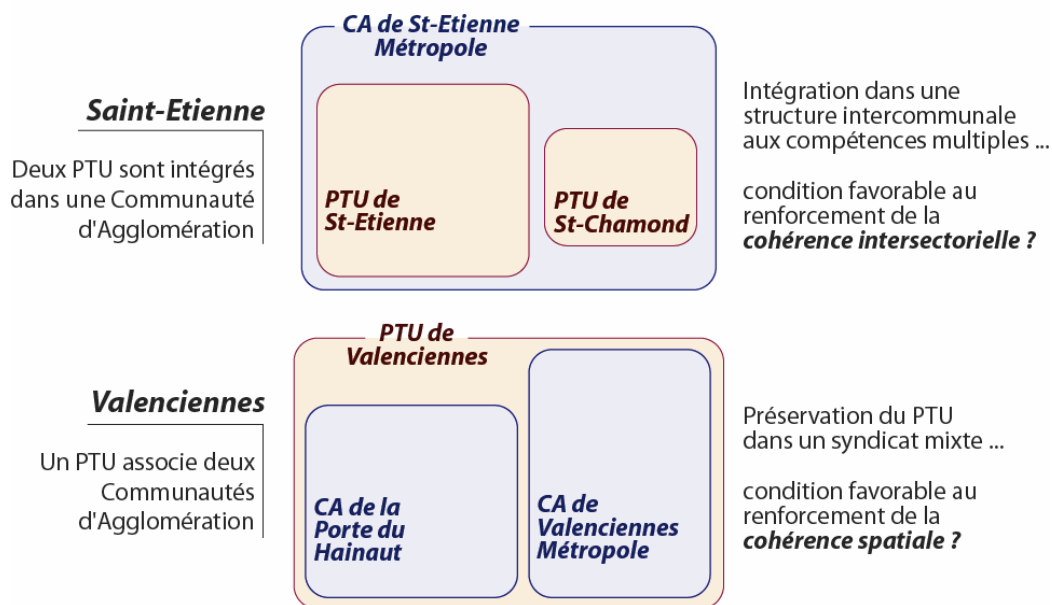 CA de St-Etienne
Métropole
Saint-Etienne
Deux PTU sont intégrés
dans une Communauté
d'Agglomération
PTU de
St-Etienne
PTU de
St-Chamond
Intégration dans une
structure intercommunale
aux compétences multiples ...
condition favorable au
renforcement de la
cohérence intersectorielle ?
PTU de
Valenciennes
Valenciennes
Un PTU associe deux
Communautés
d'Agglomération
CA de la
Porte du
Hainaut
CA de
Valenciennes
Métropole
Préservation du PTU
dans un syndicat mixte ...
condition favorable au
renforcement de la
cohérence spatiale ?